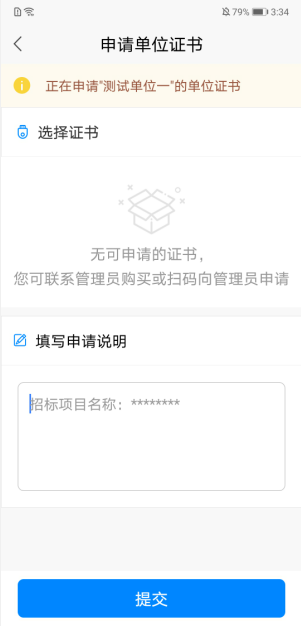 79% 3:34
申请单位证书
正在申请"测试单位一"的单位证书
选择证书
无可申请的证书，
您可联系管理员购买或扫码向管理员申请
填写申请说明
招标项目名称：********
提交